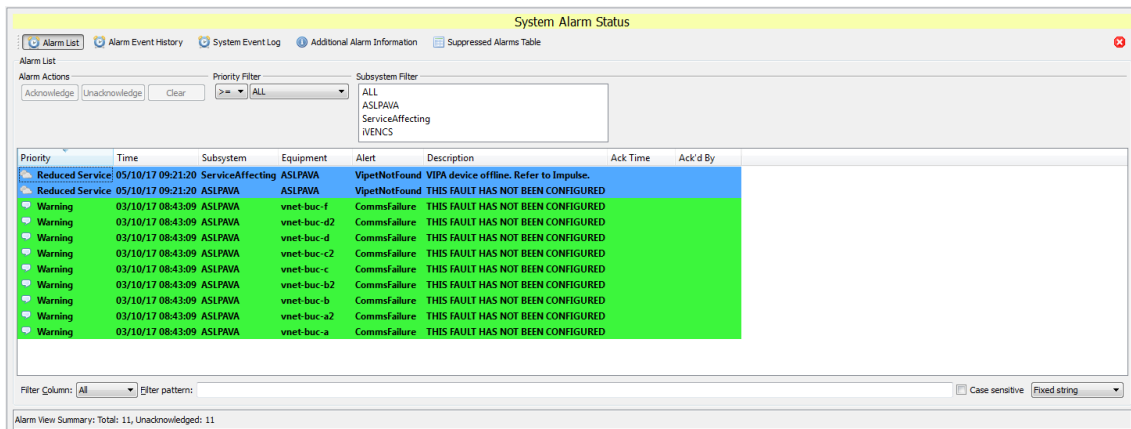 System Alarm Status
Alarm List Alarm Event History System Event Log Additional Alarm Information Suppressed Alarms Table
Alarm List
Alarm Actions Priority Filter Subsystem Filter
Acknowledge Unacknowledge Clear >= ALL ALL
ASLPAVA
ServiceAffecting
iVENCS
Priority Time Subsystem Equipment Alert Description Ack Time Ack'd By
Reduced Service 05/10/17 09:21:20 ServiceAffecting ASLPAVA VipetNotFound VIPA device offline. Refer to Impulse.
Reduced Service 05/10/17 09:21:20 ASLPAVA ASLPAVA VipetNotFound THIS FAULT HAS NOT BEEN CONFIGURED
Warning 03/10/17 08:43:09 ASLPAVA vnet-buc-f CommsFailure THIS FAULT HAS NOT BEEN CONFIGURED
Warning 03/10/17 08:43:09 ASLPAVA vnet-buc-d2 CommsFailure THIS FAULT HAS NOT BEEN CONFIGURED
Warning 03/10/17 08:43:09 ASLPAVA vnet-buc-d CommsFailure THIS FAULT HAS NOT BEEN CONFIGURED
Warning 03/10/17 08:43:09 ASLPAVA vnet-buc-c2 CommsFailure THIS FAULT HAS NOT BEEN CONFIGURED
Warning 03/10/17 08:43:09 ASLPAVA vnet-buc-c CommsFailure THIS FAULT HAS NOT BEEN CONFIGURED
Warning 03/10/17 08:43:09 ASLPAVA vnet-buc-b2 CommsFailure THIS FAULT HAS NOT BEEN CONFIGURED
Warning 03/10/17 08:43:09 ASLPAVA vnet-buc-b CommsFailure THIS FAULT HAS NOT BEEN CONFIGURED
Warning 03/10/17 08:43:09 ASLPAVA vnet-buc-a2 CommsFailure THIS FAULT HAS NOT BEEN CONFIGURED
Warning 03/10/17 08:43:09 ASLPAVA vnet-buc-a CommsFailure THIS FAULT HAS NOT BEEN CONFIGURED
Filter Column: All Filter pattern: Case sensitive Fixed string
Alarm View Summary: Total: 11, Unacknowledged: 11